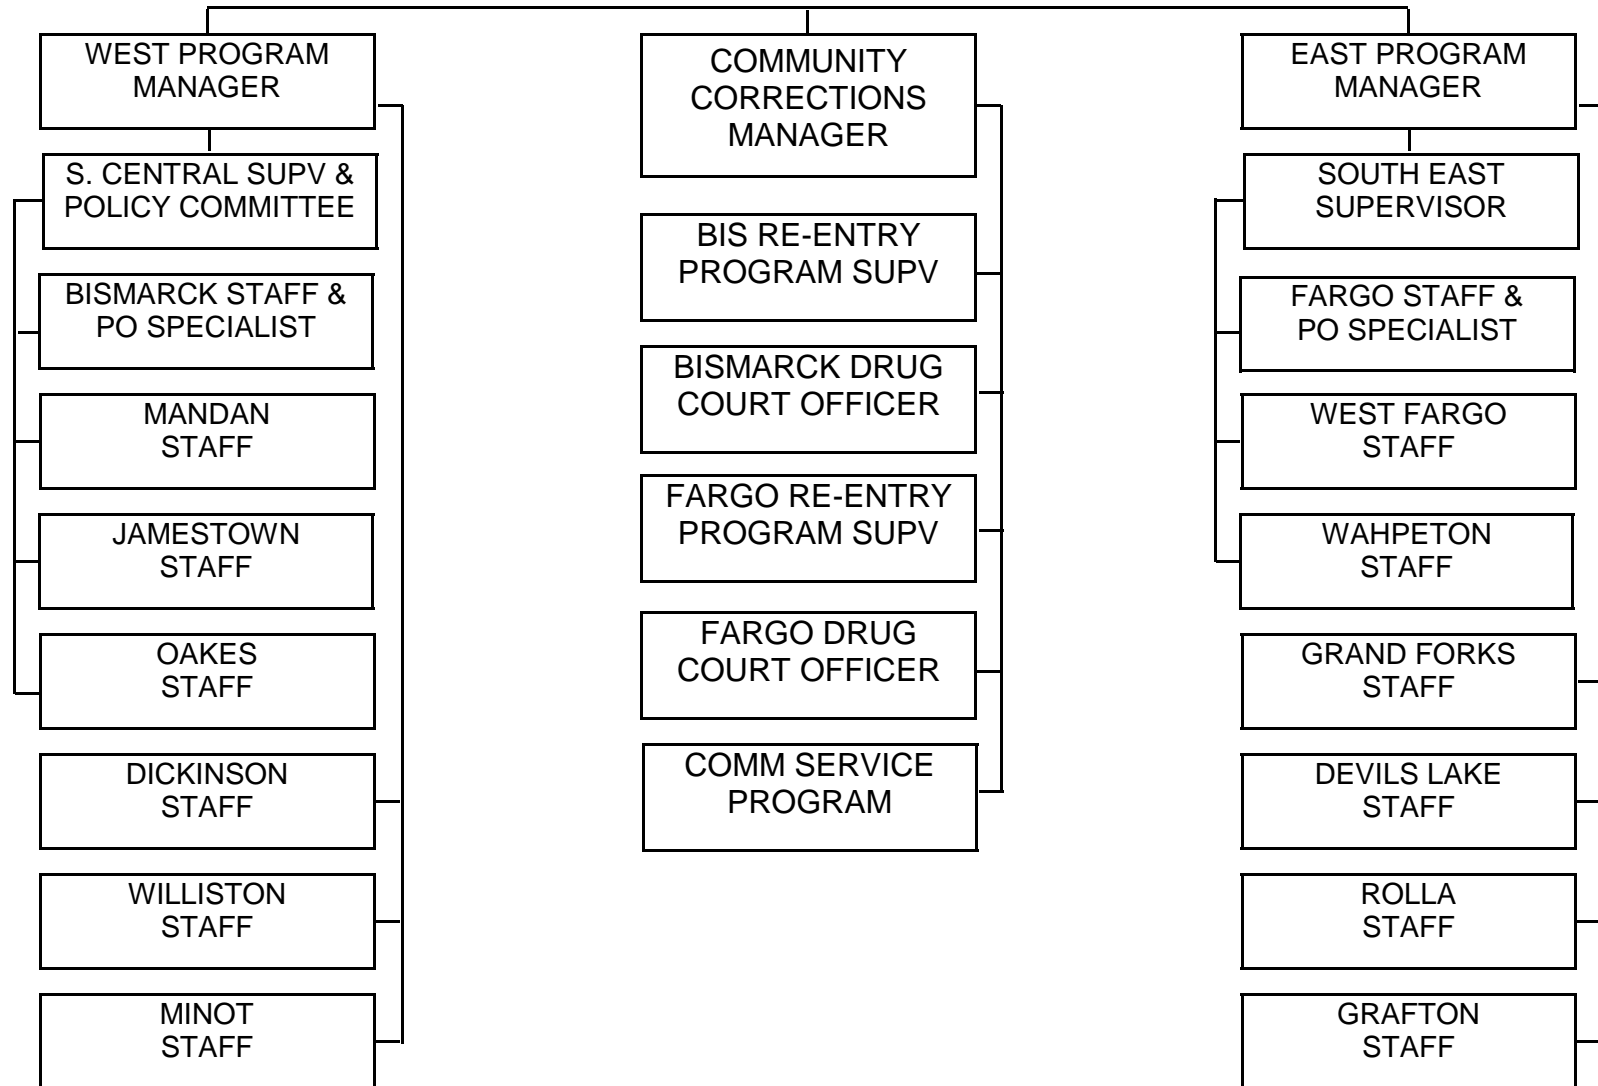 WEST PROGRAM
MANAGER
S. CENTRAL SUPV &
POLICY COMMITTEE
BISMARCK STAFF &
PO SPECIALIST
MANDAN
STAFF
JAMESTOWN
STAFF
OAKES
STAFF
DICKINSON
STAFF
WILLISTON
STAFF
MINOT
STAFF
COMMUNITY
CORRECTIONS
MANAGER
BIS RE-ENTRY
PROGRAM SUPV
BISMARCK DRUG
COURT OFFICER
FARGO RE-ENTRY
PROGRAM SUPV
FARGO DRUG
COURT OFFICER
COMM SERVICE
PROGRAM
EAST PROGRAM
MANAGER
SOUTH EAST
SUPERVISOR
FARGO STAFF &
PO SPECIALIST
WEST FARGO
STAFF
WAHPETON
STAFF
GRAND FORKS
STAFF
DEVILS LAKE
STAFF
ROLLA
STAFF
GRAFTON
STAFF